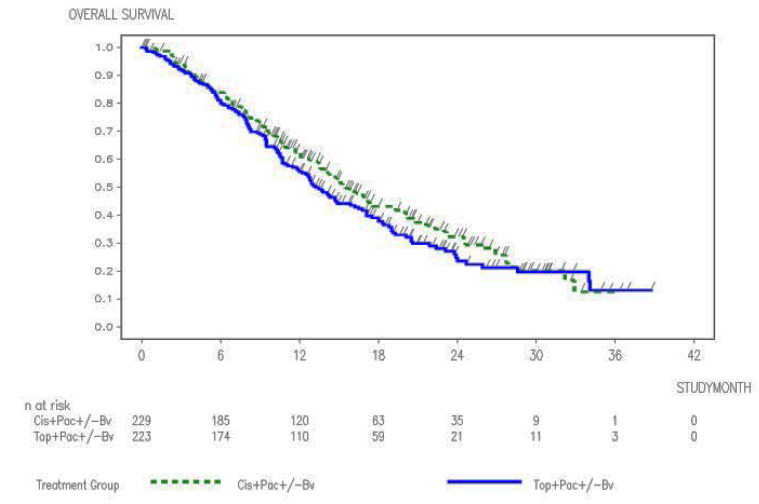 OVERALL SURVIVAL
1.0
0.9
0.8
0.7
0.6
0.5
0.4
0.3
0.2
0.1
0.0
0 6 12 18 24 30 36 42
STUDYMONTH
n at risk
Cis+Pac+/-Bv 229 185 120 63 35 9 1 0
Top+Pac+/-Bv 223 174 110 59 21 11 3 0
Treatment Group Cis+Pac+/-Bv Top+Pac+/-Bv